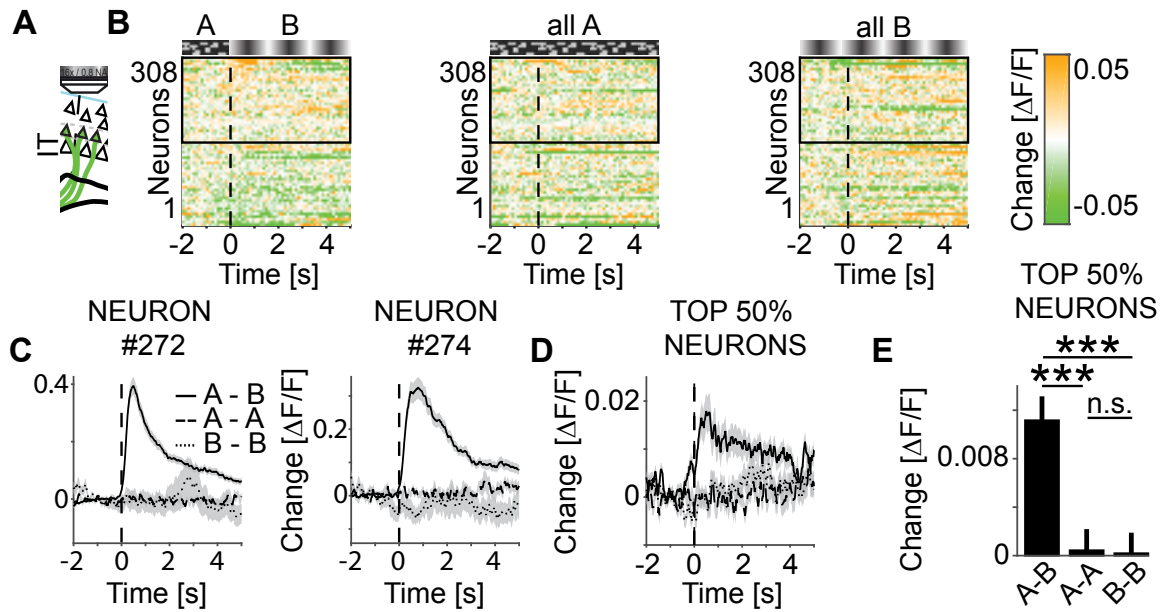 A
B
A B
all A
all B
16x / 0.8 NA
IT
308
Neurons
1
-2 0 2 4
Time [s]
308
Neurons
1
-2 0 2 4
Time [s]
308
Neurons
1
-2 0 2 4
Time [s]
0.05
-0.05
Change [ΔF/F]
C
NEURON
#272
0.4
0
A - B
A - A
B - B
-2 0 2 4
Time [s]
NEURON
#274
Change [ΔF/F]
0.2
0
-2 0 2 4
Time [s]
D
TOP 50%
NEURONS
Change [ΔF/F]
0.02
0
-2 0 2 4
Time [s]
E
TOP 50%
NEURONS
***
***
n.s.
Change [ΔF/F]
0.008
0
A-B
A-A
B-B